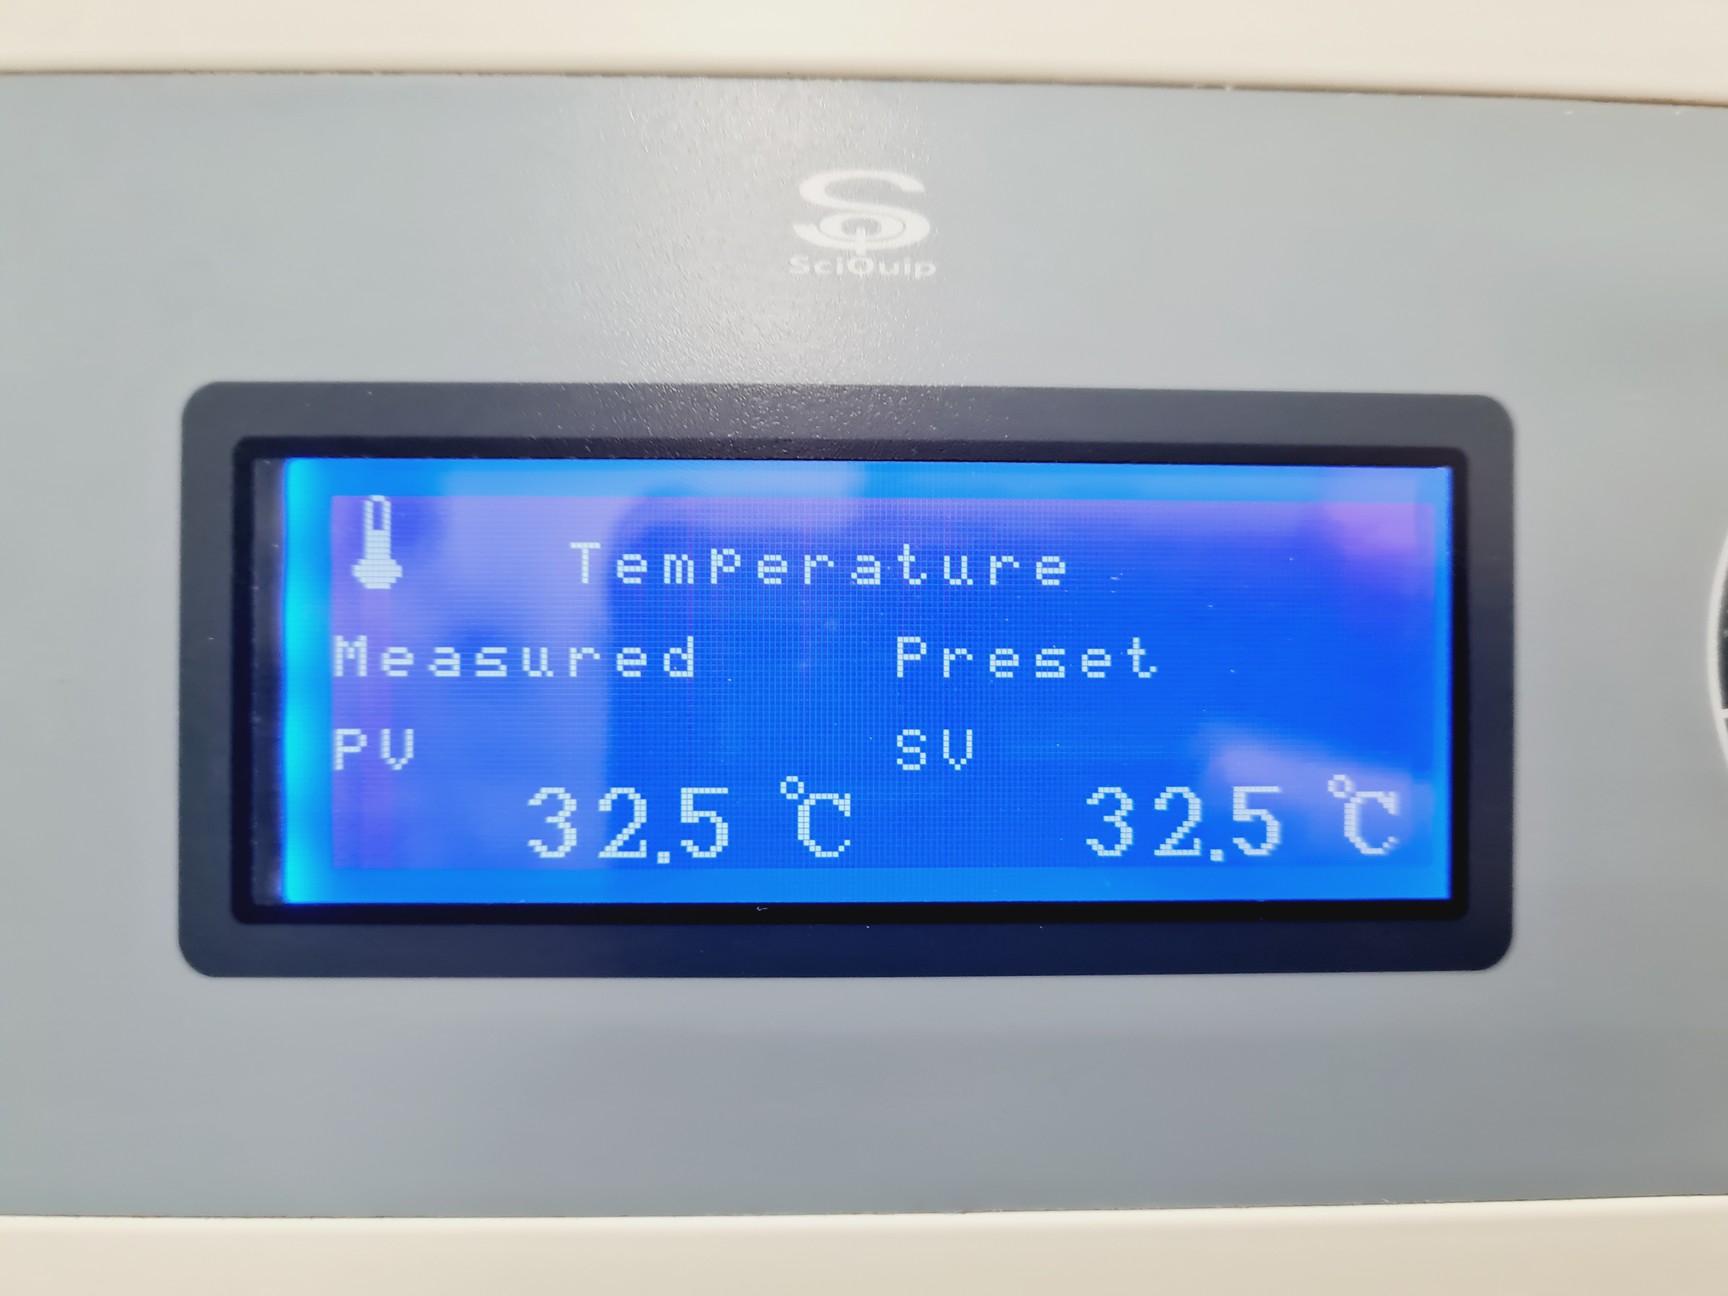 SciQuip
Temperature
Measured Preset
PV SV
32.5 ℃ 32.5 ℃